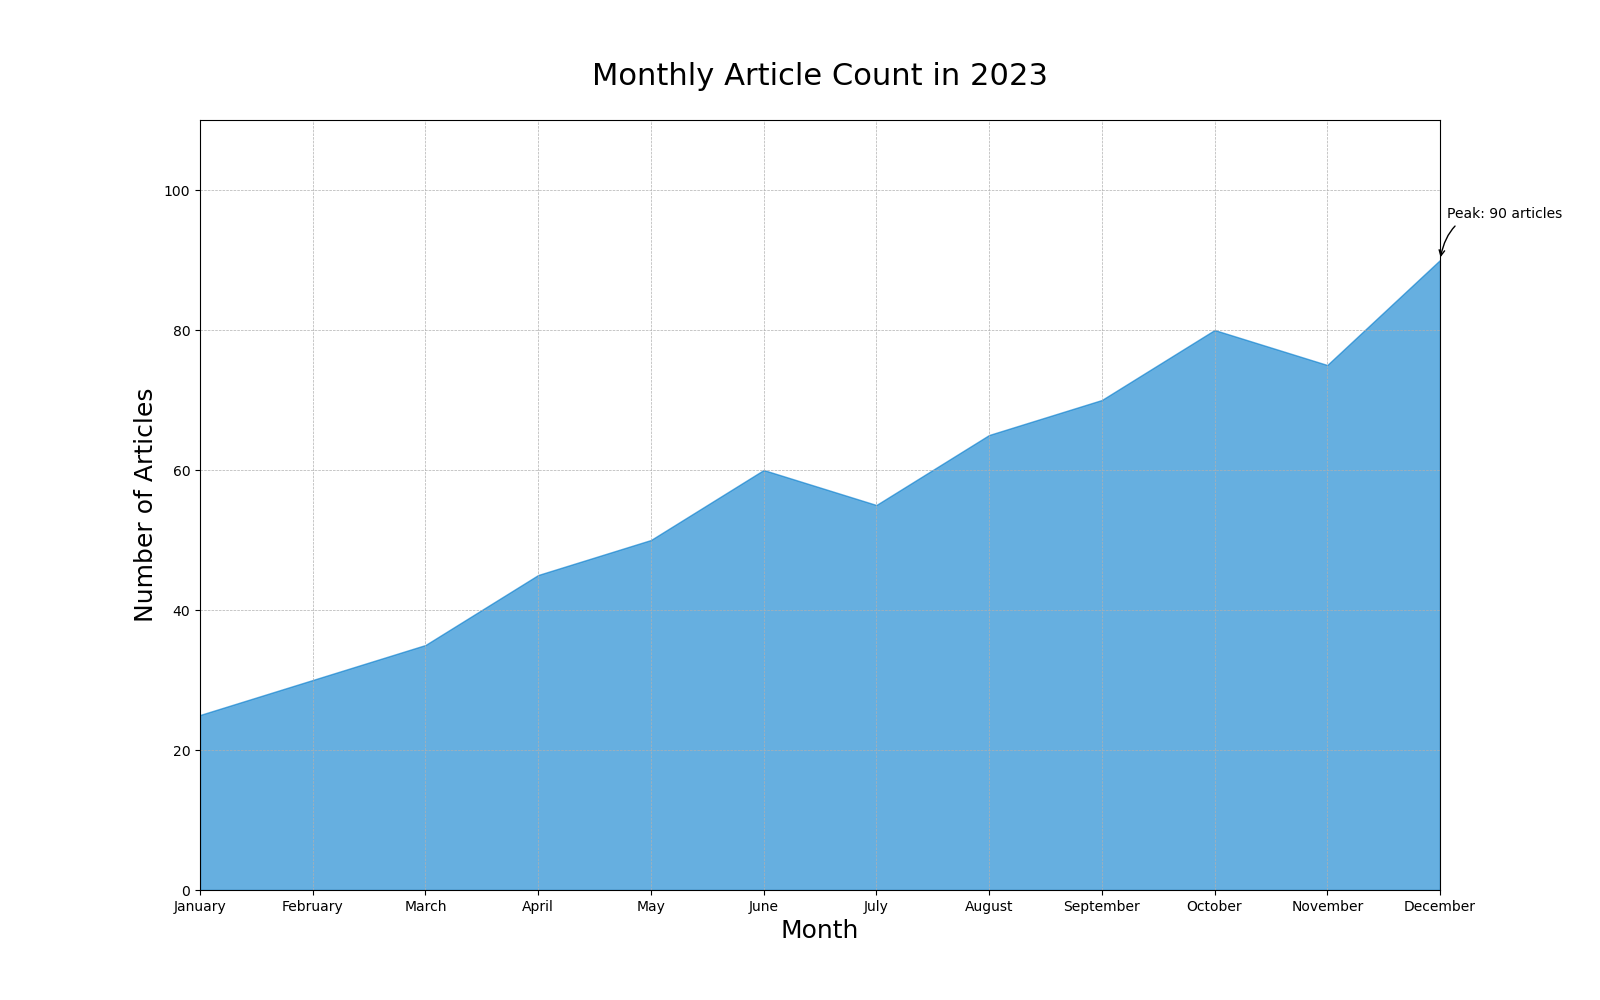 Monthly Article Count in 2023
100
80
60
40
20
0
Number of Articles
Peak: 90 articles
January February March April May June July August September October November December
Month